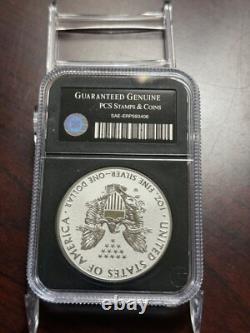 GUARANTEED GENUINE
PCS STAMPS & COINS
SAE-ERP593406
UNITED STATES OF AMERICA
1 OZ. FINE SILVER~ONE DOLLAR